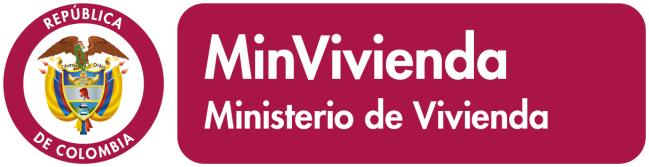 REPÚBLICA
DE COLOMBIA
MinVivienda
Ministerio de Vivienda